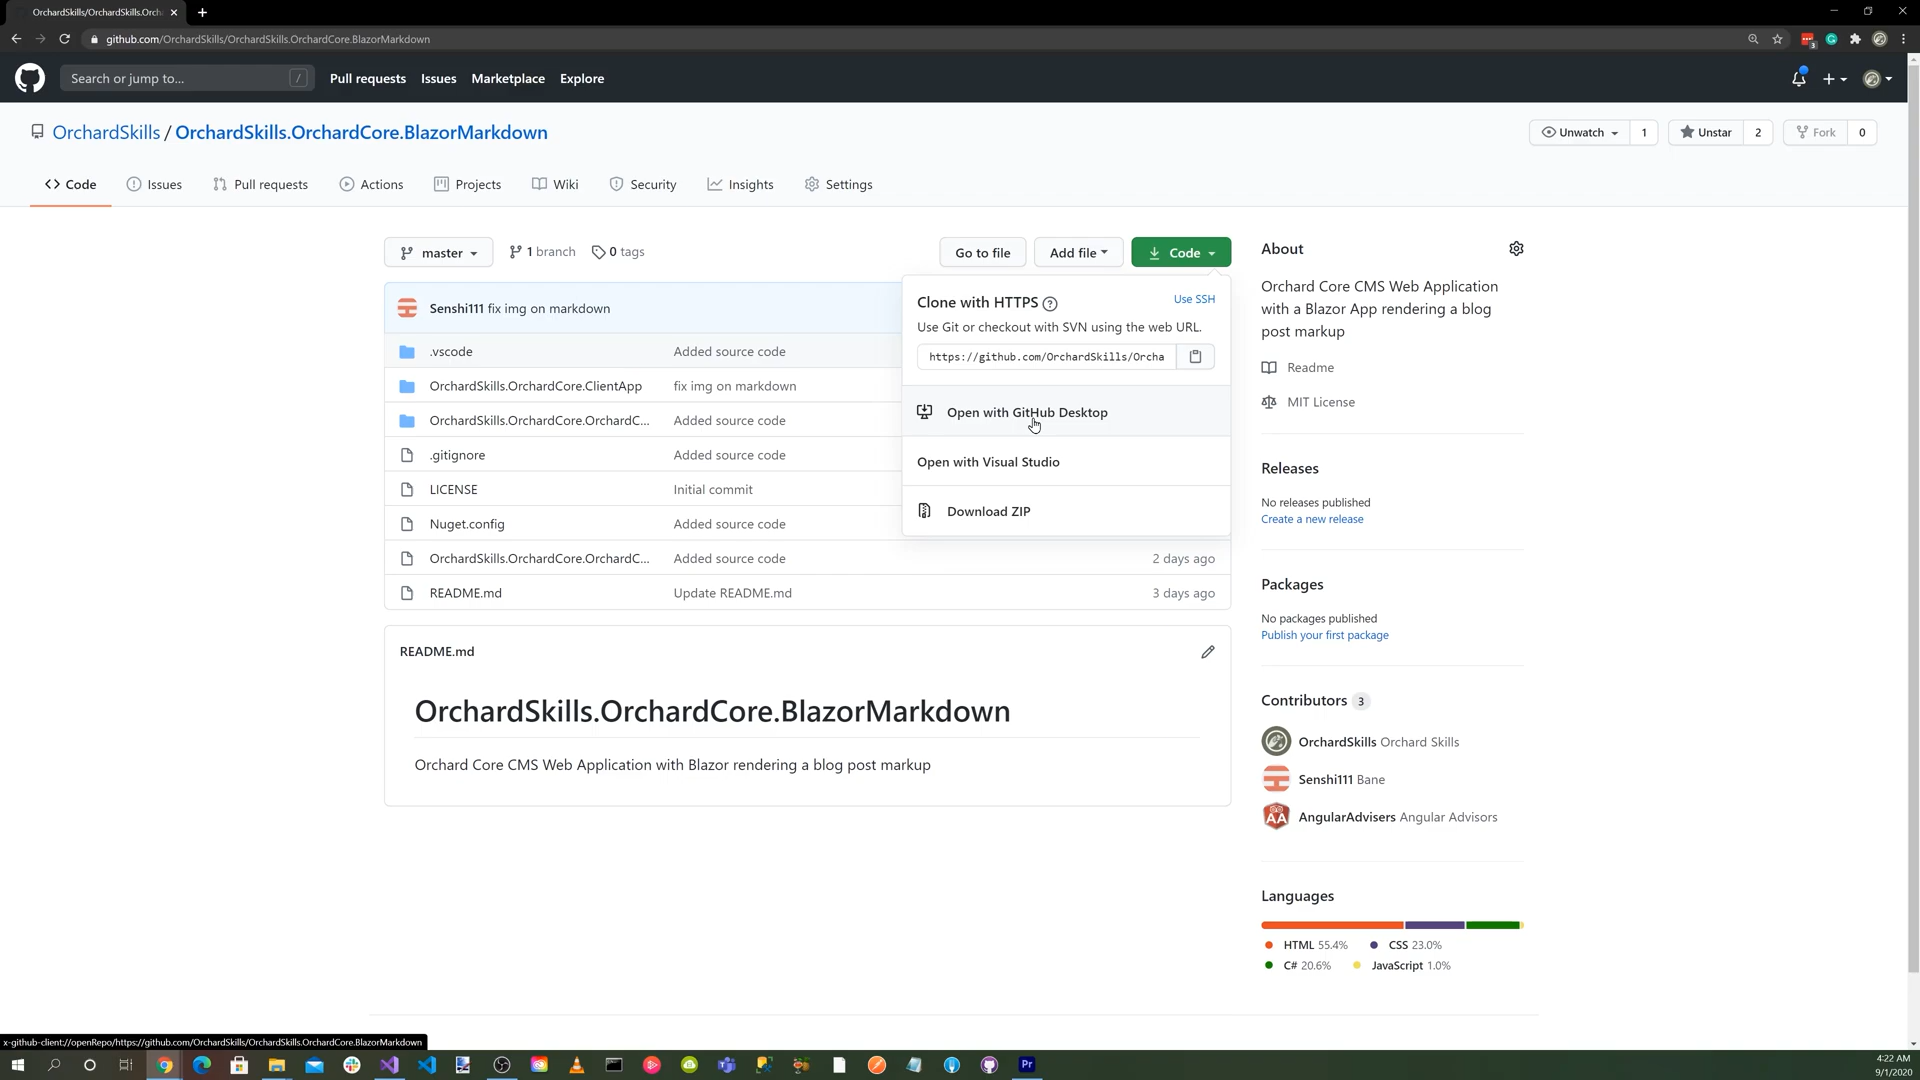 OrchardSkills/OrchardSkills.Orch
github.com/OrchardSkills/OrchardSkills.OrchardCore.BlazorMarkdown
3
Search or jump to...
/
Pull requests
Issues
Marketplace
Explore
OrchardSkills / OrchardSkills.OrchardCore.BlazorMarkdown
Unwatch
1
Unstar
2
Fork
0
Code
Issues
Pull requests
Actions
Projects
Wiki
Security
Insights
Settings
master
1 branch
0 tags
Go to file
Add file
Code
Senshi111 fix img on markdown
.vscode
Added source code
OrchardSkills.OrchardCore.ClientApp
fix img on markdown
OrchardSkills.OrchardCore.OrchardC...
Added source code
.gitignore
Added source code
LICENSE
Initial commit
Nuget.config
Added source code
OrchardSkills.OrchardCore.OrchardC...
Added source code
2 days ago
README.md
Update README.md
3 days ago
Clone with HTTPS
Use SSH
Use Git or checkout with SVN using the web URL.
https://github.com/OrchardSkills/Orcha
Open with GitHub Desktop
Open with Visual Studio
Download ZIP
README.md
OrchardSkills.OrchardCore.BlazorMarkdown
Orchard Core CMS Web Application with Blazor rendering a blog post markup
About
Orchard Core CMS Web Application
with a Blazor App rendering a blog
post markup
Readme
MIT License
Releases
No releases published
Create a new release
Packages
No packages published
Publish your first package
Contributors 3
OrchardSkills Orchard Skills
Senshi111 Bane
AA
AngularAdvisers Angular Advisors
Languages
HTML 55.4%
CSS 23.0%
C# 20.6%
JavaScript 1.0%
x-github-client://openRepo/https://github.com/OrchardSkills/OrchardSkills.OrchardCore.BlazorMarkdown
Pr
4:22 AM
9/1/2020